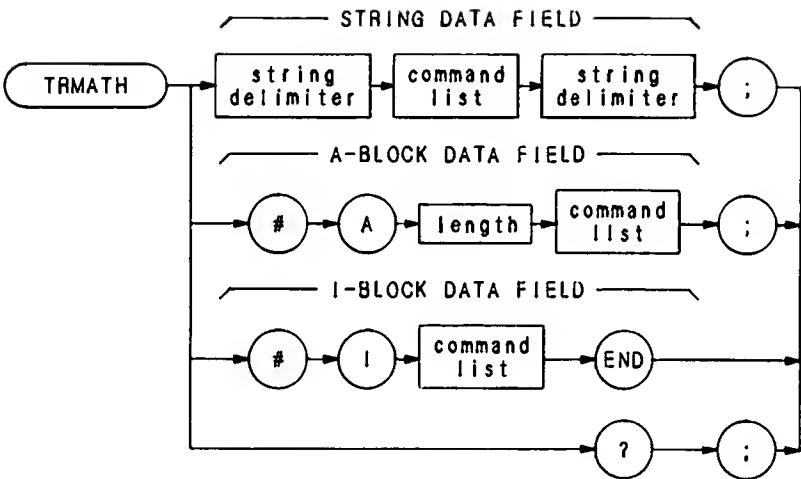 STRING DATA FIELD
TRMATH
string delimiter
command list
string delimiter
;
A-BLOCK DATA FIELD
#
A
length
command list
;
I-BLOCK DATA FIELD
#
I
command list
END
?
;